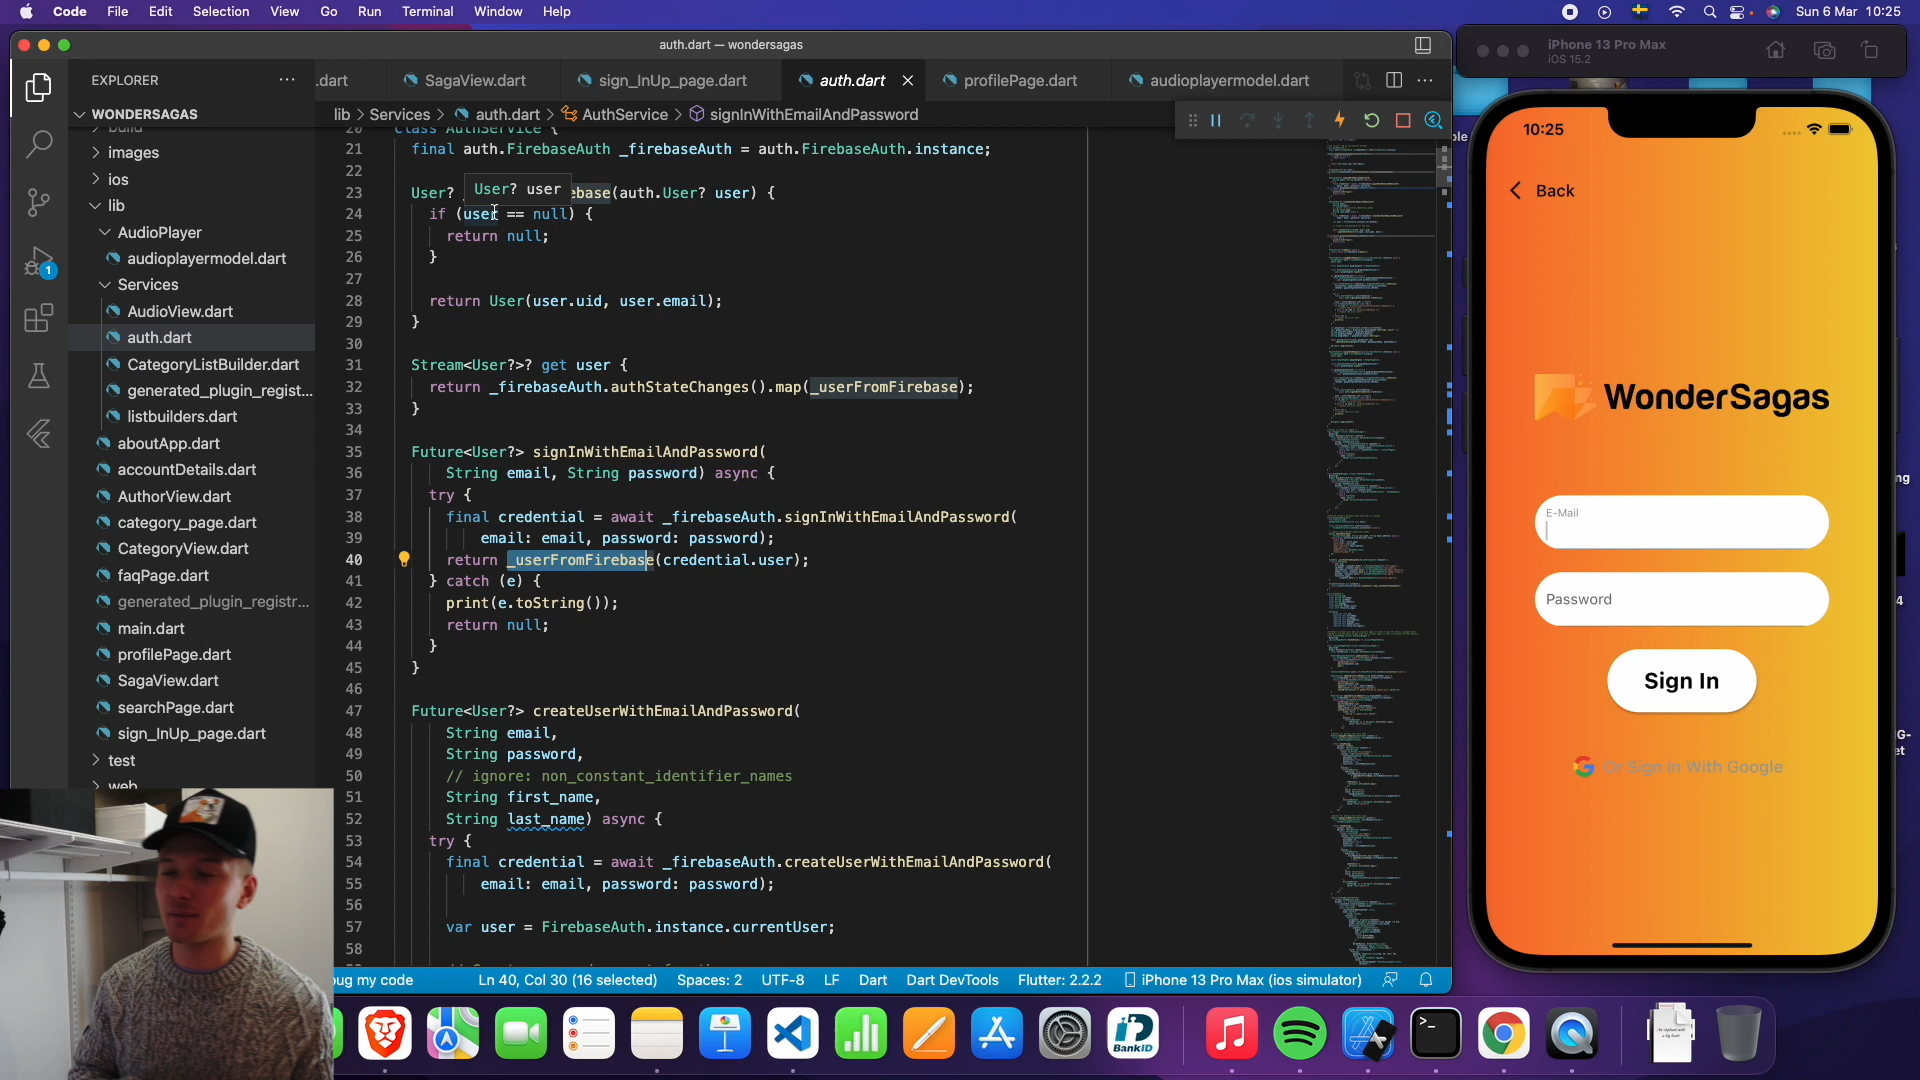 Code File Edit Selection View Go Run Terminal Window Help
Sun 6 Mar 10:25
auth.dart — wondersagas
iPhone 13 Pro Max
iOS 15.2
EXPLORER
.dart
SagaView.dart
sign_InUp_page.dart
auth.dart
profilePage.dart
audioplayermodel.dart
WONDERSAGAS
build
images
ios
lib
AudioPlayer
audioplayermodel.dart
Services
AudioView.dart
auth.dart
CategoryListBuilder.dart
generated_plugin_regist...
listbuilders.dart
aboutApp.dart
accountDetails.dart
AuthorView.dart
category_page.dart
CategoryView.dart
faqPage.dart
generated_plugin_registr...
main.dart
profilePage.dart
SagaView.dart
searchPage.dart
sign_InUp_page.dart
test
web
1
lib > Services > auth.dart > AuthService > signInWithEmailAndPassword
20 class AuthService {
21 final auth.FirebaseAuth _firebaseAuth = auth.FirebaseAuth.instance;
22
User? user
23 User? _ ebase(auth.User? user) {
24 if (user == null) {
25 return null;
26 }
27
28 return User(user.uid, user.email);
29 }
30
31 Stream<User?>? get user {
32 return _firebaseAuth.authStateChanges().map(_userFromFirebase);
33 }
34
35 Future<User?> signInWithEmailAndPassword(
36 String email, String password) async {
37 try {
38 final credential = await _firebaseAuth.signInWithEmailAndPassword(
39 email: email, password: password);
40 return _userFromFirebase(credential.user);
41 } catch (e) {
42 print(e.toString());
43 return null;
44 }
45 }
46
47 Future<User?> createUserWithEmailAndPassword(
48 String email,
49 String password,
50 // ignore: non_constant_identifier_names
51 String first_name,
52 String last_name) async {
53 try {
54 final credential = await _firebaseAuth.createUserWithEmailAndPassword(
55 email: email, password: password);
56
57 var user = FirebaseAuth.instance.currentUser;
58
bug my code
Ln 40, Col 30 (16 selected)
Spaces: 2
UTF-8
LF
Dart
Dart DevTools
Flutter: 2.2.2
iPhone 13 Pro Max (ios simulator)
10:25
Back
WonderSagas
E-Mail
Password
Sign In
Or Sign In With Google
BankID